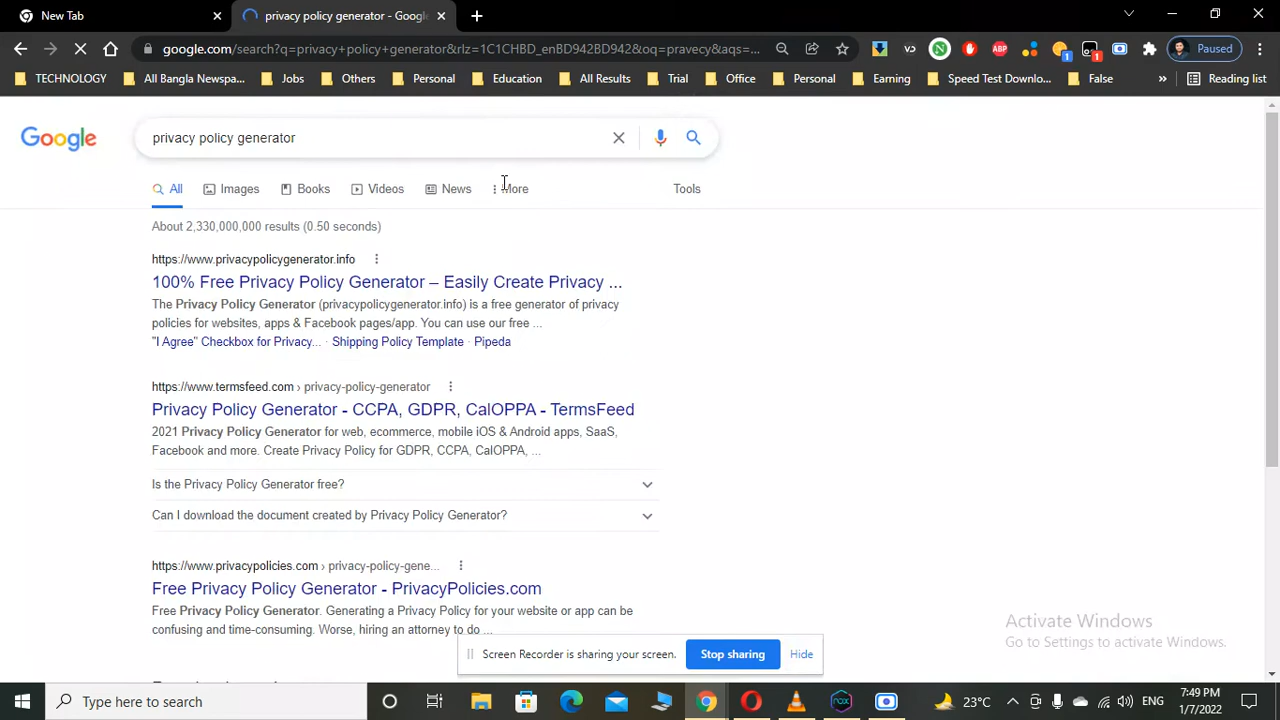 New Tab
privacy policy generator - Google
google.com/search?q=privacy+policy+generator&rlz=1C1CHBD_enBD942BD942&oq=pravecy&aqs=...
Paused
TECHNOLOGY
All Bangla Newspa...
Jobs
Others
Personal
Education
All Results
Trial
Office
Personal
Earning
Speed Test Downlo...
False
»
Reading list
Google
privacy policy generator
All
Images
Books
Videos
News
More
Tools
About 2,330,000,000 results (0.50 seconds)
https://www.privacypolicygenerator.info
100% Free Privacy Policy Generator – Easily Create Privacy ...
The Privacy Policy Generator (privacypolicygenerator.info) is a free generator of privacy
policies for websites, apps & Facebook pages/app. You can use our free ...
"I Agree" Checkbox for Privacy... · Shipping Policy Template · Pipeda
https://www.termsfeed.com › privacy-policy-generator
Privacy Policy Generator - CCPA, GDPR, CalOPPA - TermsFeed
2021 Privacy Policy Generator for web, ecommerce, mobile iOS & Android apps, SaaS,
Facebook and more. Create Privacy Policy for GDPR, CCPA, CalOPPA, ...
Is the Privacy Policy Generator free?
Can I download the document created by Privacy Policy Generator?
https://www.privacypolicies.com › privacy-policy-gene...
Free Privacy Policy Generator - PrivacyPolicies.com
Free Privacy Policy Generator. Generating a Privacy Policy for your website or app can be
confusing and time-consuming. Worse, hiring an attorney to do ...
Activate Windows
Go to Settings to activate Windows.
Screen Recorder is sharing your screen.
Stop sharing
Hide
Type here to search
23°C
ENG
7:49 PM
1/7/2022